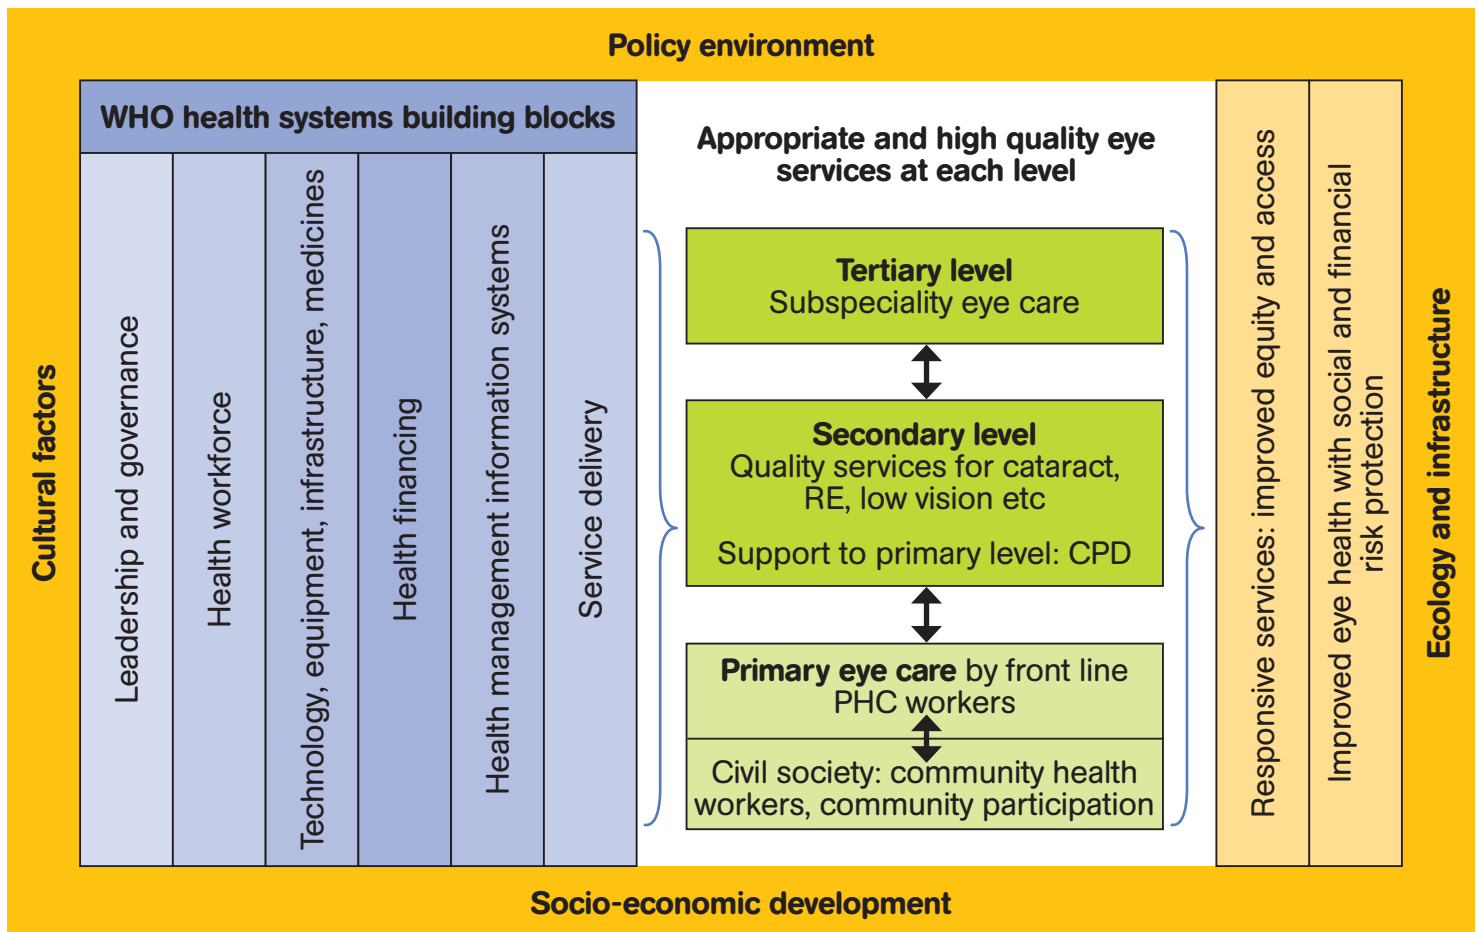 Policy environment
Cultural factors
WHO health systems building blocks
Leadership and governance
Health workforce
Technology, equipment, infrastructure, medicines
Health financing
Health management information systems
Service delivery
Appropriate and high quality eye
services at each level
Tertiary level
Subspeciality eye care
Secondary level
Quality services for cataract,
RE, low vision etc
Support to primary level: CPD
Primary eye care by front line
PHC workers
Civil society: community health
workers, community participation
Responsive services: improved equity and access
Improved eye health with social and financial
risk protection
Ecology and infrastructure
Socio-economic development